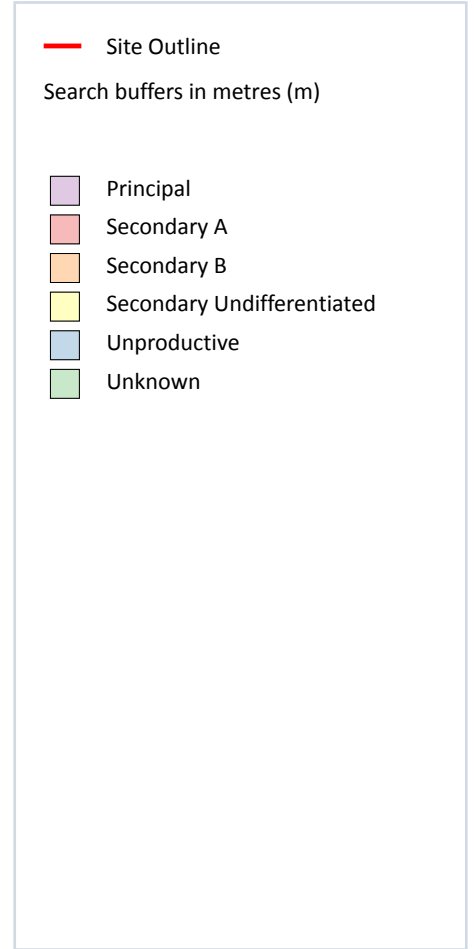 Site Outline
Search buffers in metres (m)
Principal
Secondary A
Secondary B
Secondary Undifferentiated
Unproductive
Unknown